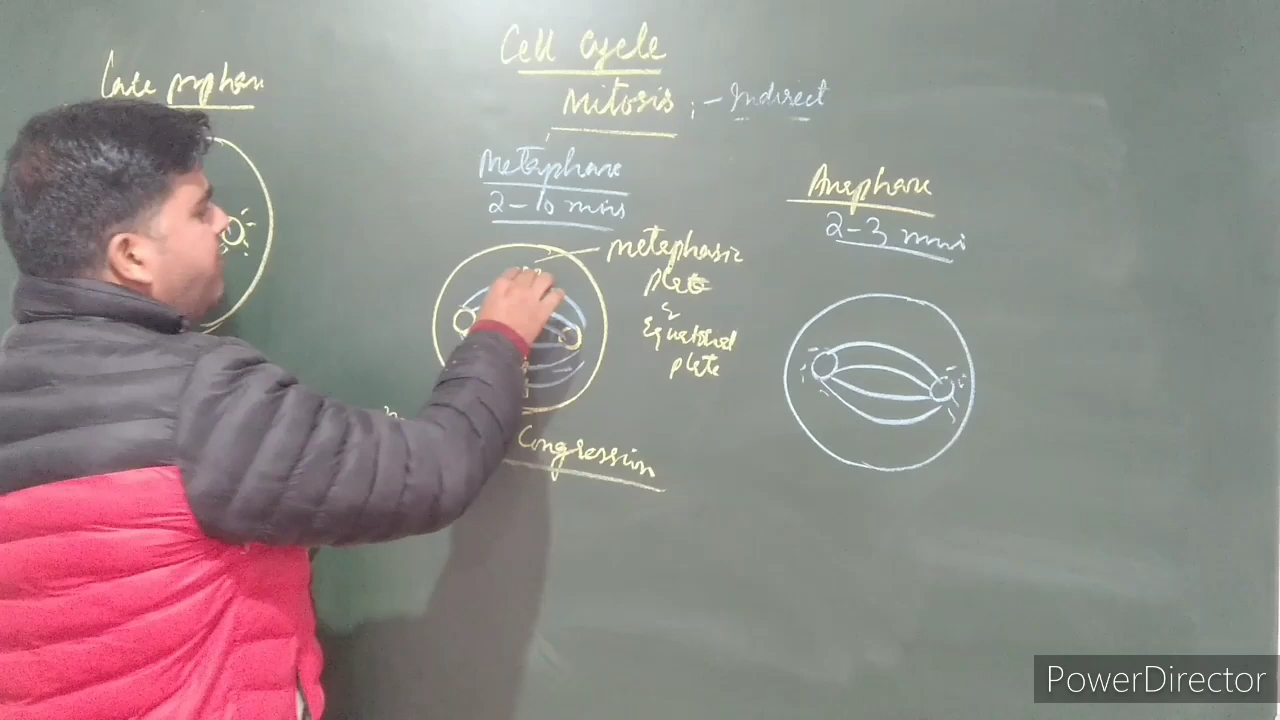 Cell Cycle
Mitosis :- Indirect
Late prophase
Metaphase
2-10 mins
Metaphasic
plate
Equatorial
plate
Congression
Anaphase
2-3 mins
PowerDirector